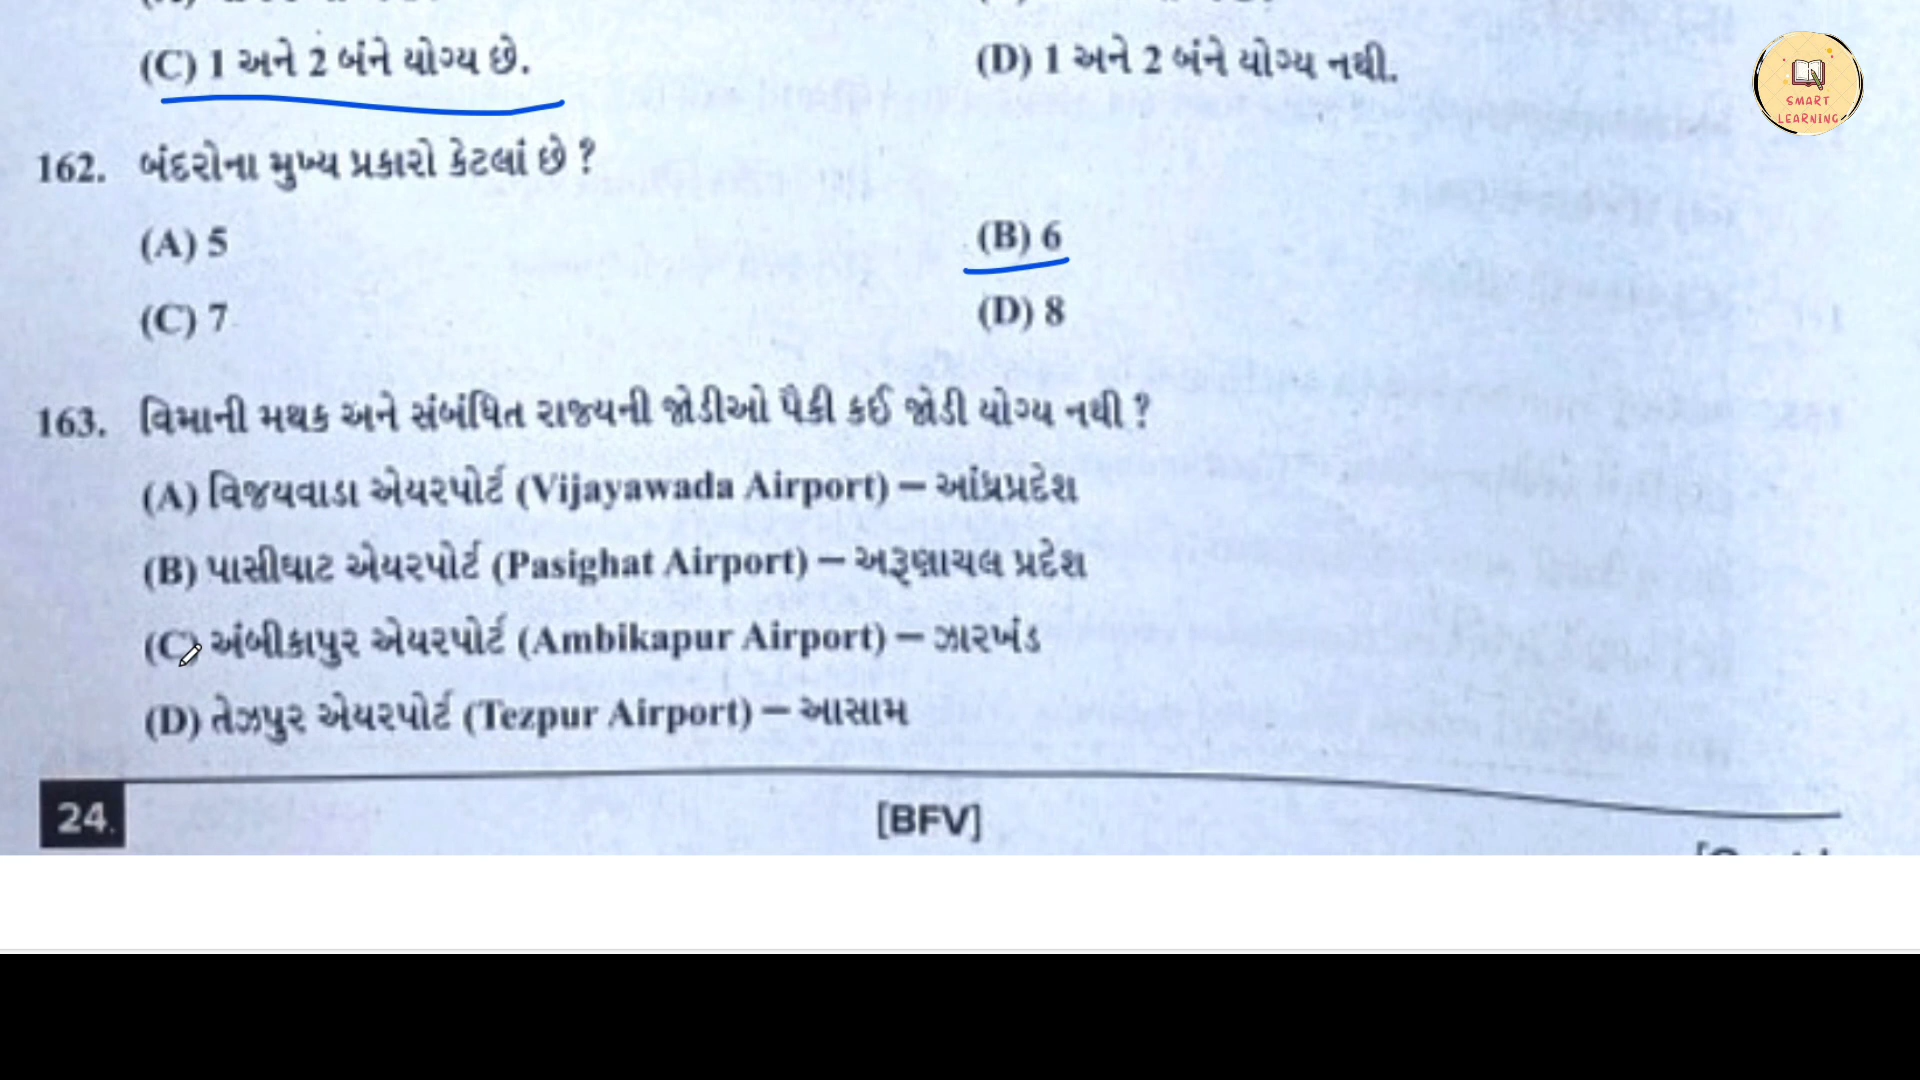 (C) 1 અને 2 બંને યોગ્ય છે.
(D) 1 અને 2 બંને યોગ્ય નથી.
SMART
LEARNING
162. બંદરોના મુખ્ય પ્રકારો કેટલાં છે ?
(A) 5
(B) 6
(C) 7
(D) 8
163. વિમાની મથક અને સંબંધિત રાજ્યની જોડીઓ પૈકી કઈ જોડી યોગ્ય નથી ?
(A) વિજયવાડા એયરપોર્ટ (Vijayawada Airport) – આંધ્રપ્રદેશ
(B) પાસીઘાટ એયરપોર્ટ (Pasighat Airport) – અરૂણાચલ પ્રદેશ
(C) અંબીકાપુર એયરપોર્ટ (Ambikapur Airport) – ઝારખંડ
(D) તેઝપુર એયરપોર્ટ (Tezpur Airport) – આસામ
24.
[BFV]